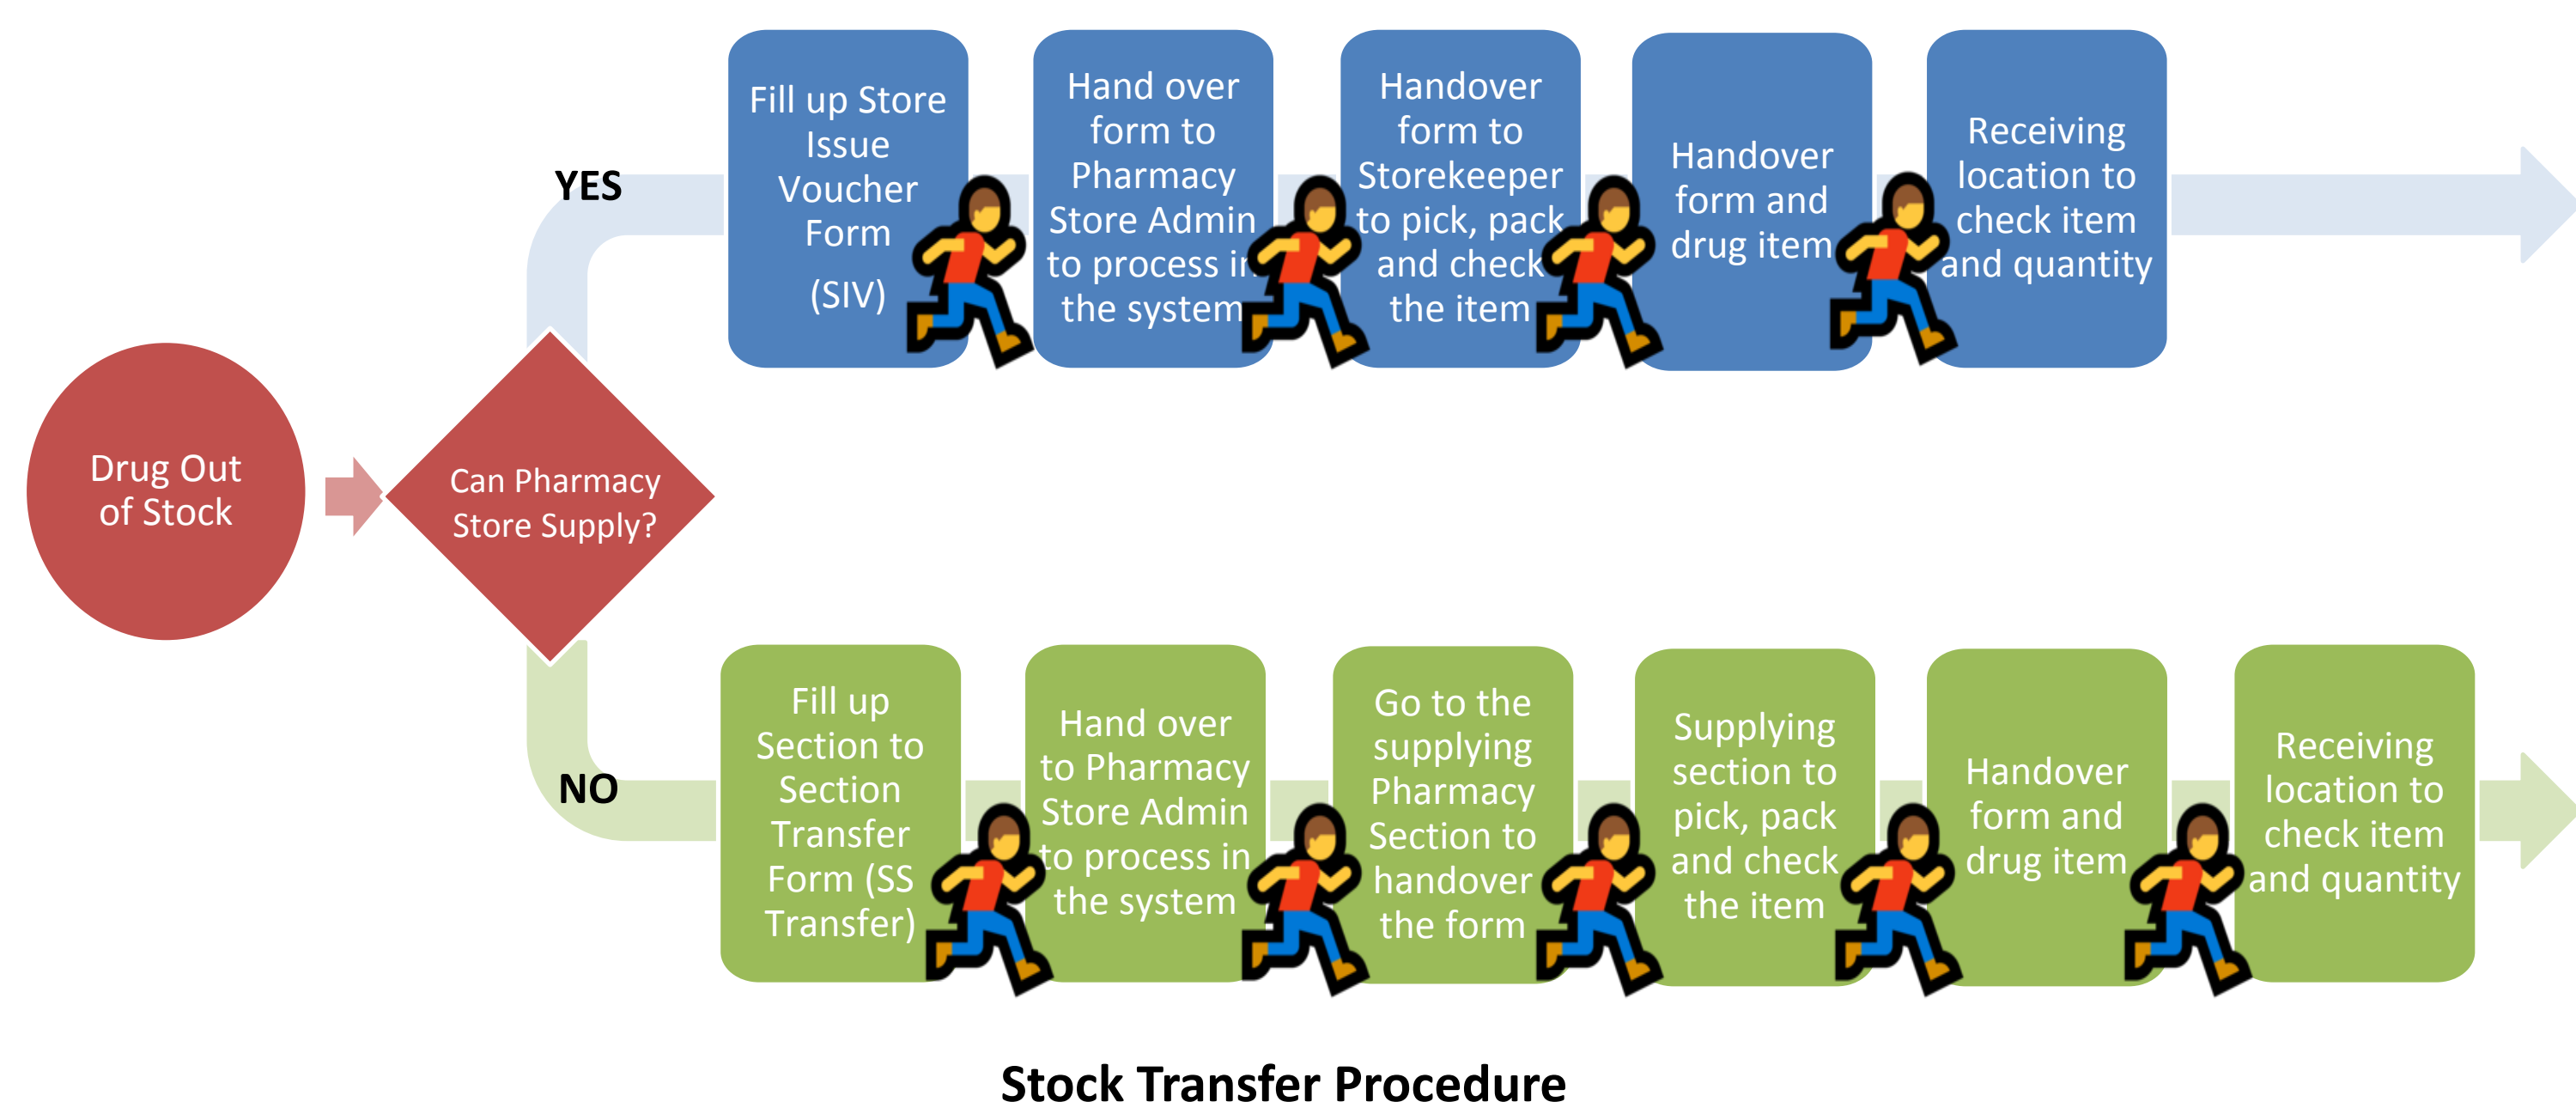 Drug Out
of Stock
Can Pharmacy
Store Supply?
YES
Fill up Store
Issue
Voucher
Form
(SIV)
Hand over
form to
Pharmacy
Store Admin
to process in
the system
Handover
form to
Storekeeper
to pick, pack
and check
the item
Handover
form and
drug item
Receiving
location to
check item
and quantity
NO
Fill up
Section to
Section
Transfer
Form (SS
Transfer)
Hand over
to Pharmacy
Store Admin
to process in
the system
Go to the
supplying
Pharmacy
Section to
handover
the form
Supplying
section to
pick, pack
and check
the item
Handover
form and
drug item
Receiving
location to
check item
and quantity
Stock Transfer Procedure